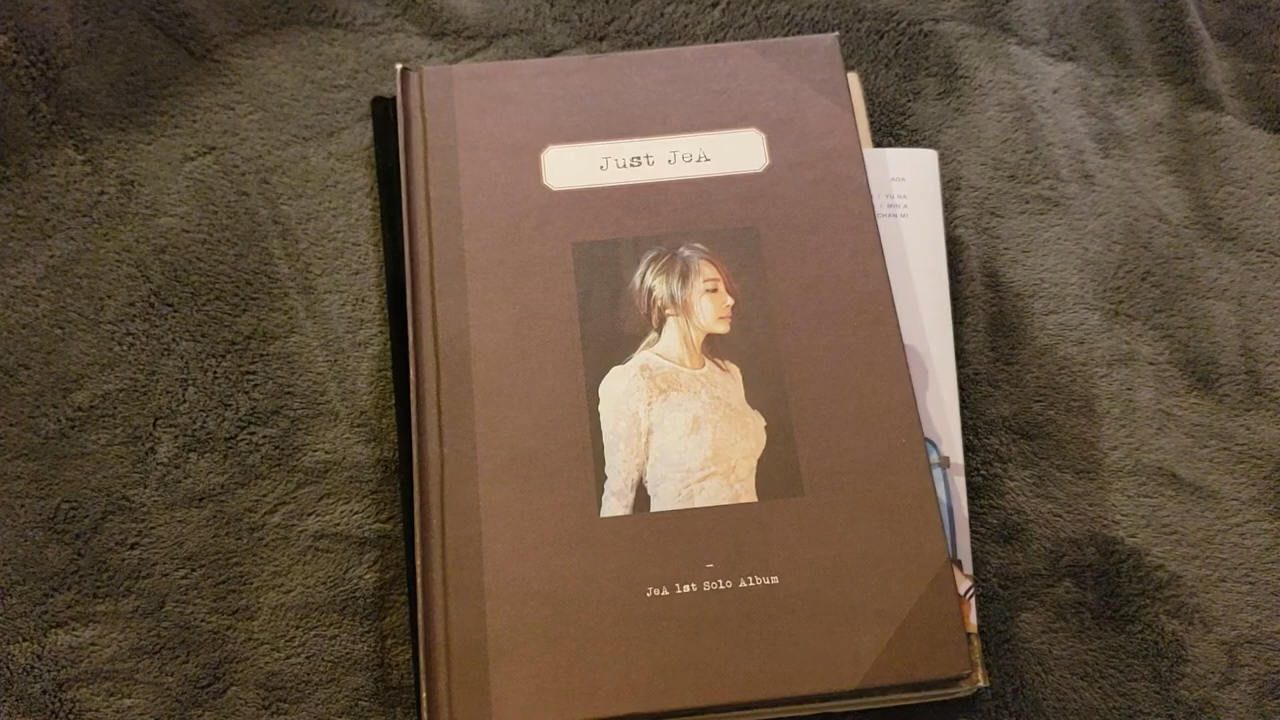 Just JeA
AOA
/ YU NA
/ MIN A
CHAN MI
–
JeA 1st Solo Album